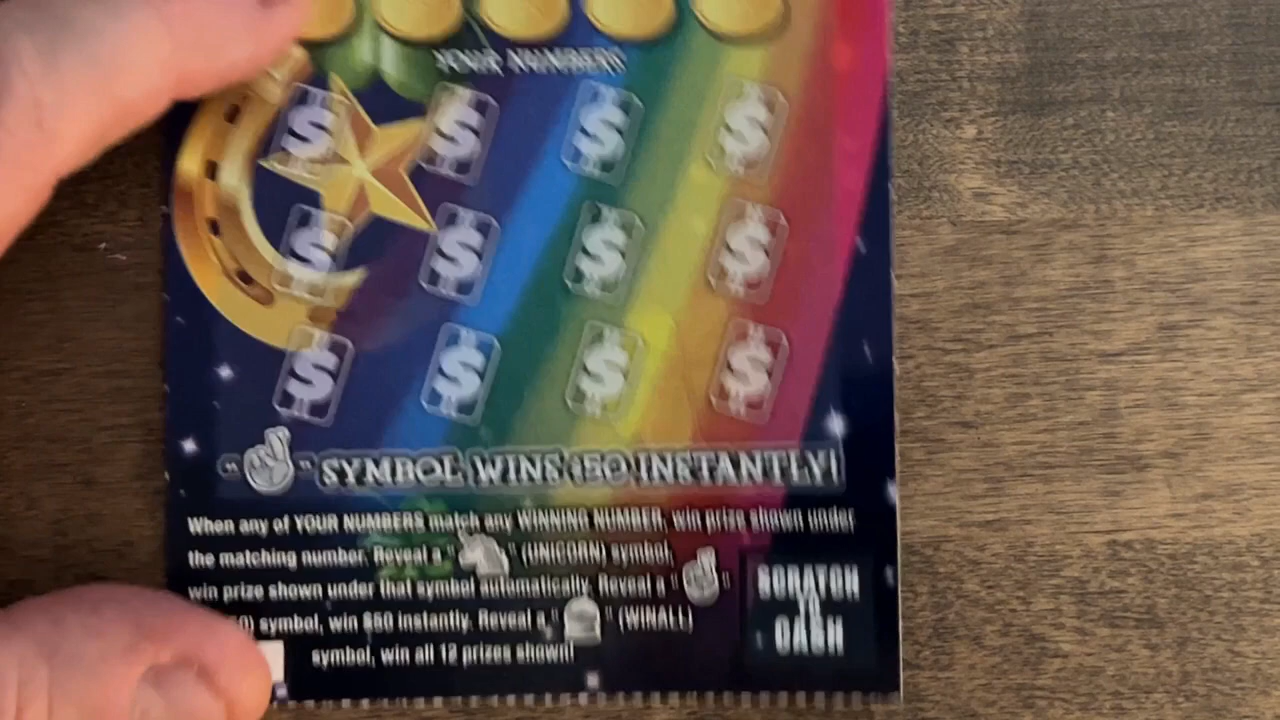 YOUR NUMBERS
$ $ $ $
$ $ $ $
$ $ $ $
" " SYMBOL WINS $50 INSTANTLY!
When any of YOUR NUMBERS match any WINNING NUMBER, win prize shown under
the matching number. Reveal a " " (UNICORN) symbol,
win prize shown under that symbol automatically. Reveal a " "
symbol, win $50 instantly. Reveal a " " (WINALL)
symbol, win all 12 prizes shown!
SCRATCH
TO
CASH